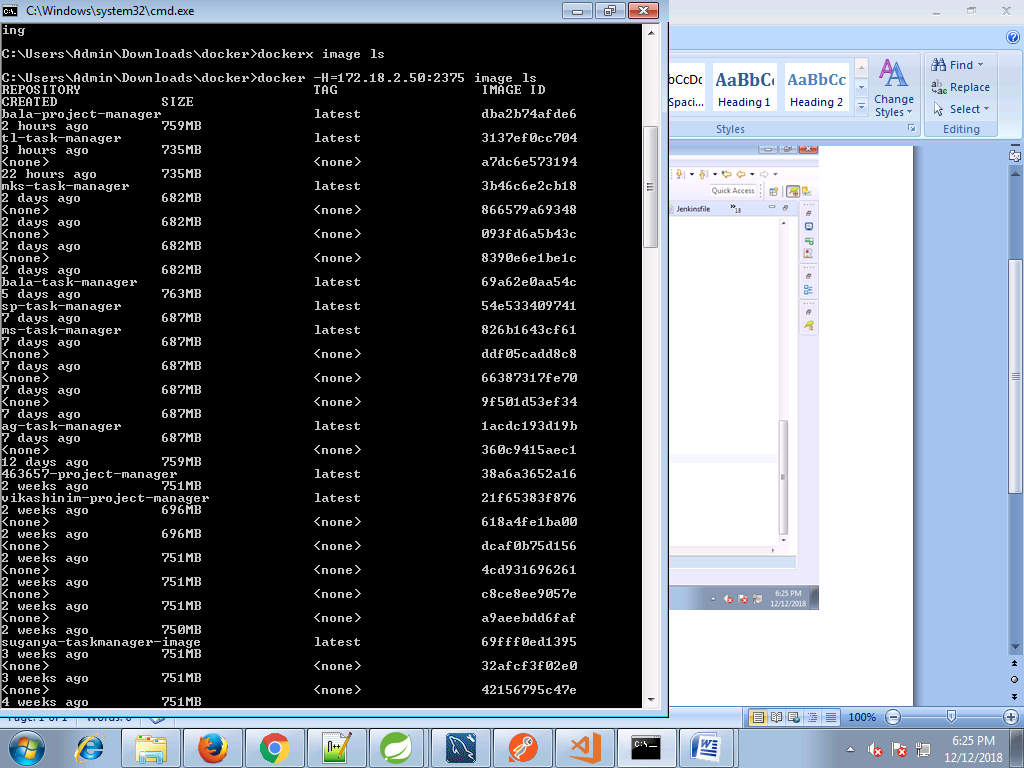 C:\Windows\system32\cmd.exe
ing
C:\Users\Admin\Downloads\docker>dockerx image ls
C:\Users\Admin\Downloads\docker>docker -H=172.18.2.50:2375 image ls
REPOSITORY TAG IMAGE ID
CREATED SIZE
bala-project-manager latest dba2b74afde6
2 hours ago 759MB
tl-task-manager latest 3137ef0cc704
3 hours ago 735MB
<none> <none> a7dc6e573194
22 hours ago 735MB
mks-task-manager latest 3b46c6e2cb18
2 days ago 682MB
<none> <none> 866579a69348
2 days ago 682MB
<none> <none> 093fd6a5b43c
2 days ago 682MB
<none> <none> 8390e6e1be1c
2 days ago 682MB
bala-task-manager latest 69a62e0aa54c
5 days ago 763MB
sp-task-manager latest 54e533409741
7 days ago 687MB
ms-task-manager latest 826b1643cf61
7 days ago 687MB
<none> <none> ddf05cadd8c8
7 days ago 687MB
<none> <none> 66387317fe70
7 days ago 687MB
<none> <none> 9f501d53ef34
7 days ago 687MB
ag-task-manager latest 1acdc193d19b
7 days ago 687MB
<none> <none> 360c9415aec1
12 days ago 759MB
463657-project-manager latest 38a6a3652a16
2 weeks ago 751MB
vikashinim-project-manager latest 21f65383f876
2 weeks ago 696MB
<none> <none> 618a4fe1ba00
2 weeks ago 696MB
<none> <none> dcaf0b75d156
2 weeks ago 751MB
<none> <none> 4cd931696261
2 weeks ago 751MB
<none> <none> c8ce8ee9057e
2 weeks ago 751MB
<none> <none> a9aeebdd6faf
2 weeks ago 750MB
suganya-taskmanager-image latest 69fff0ed1395
3 weeks ago 751MB
<none> <none> 32afcf3f02e0
3 weeks ago 751MB
<none> <none> 42156795c47e
4 weeks ago 751MB
AaBbC AaBbCc
Spaci... Heading 1 Heading 2
Change
Styles
Styles
Find
Replace
Select
Editing
Quick Access
Jenkinsfile
18
6:25 PM
12/12/2018
100%
6:25 PM
12/12/2018